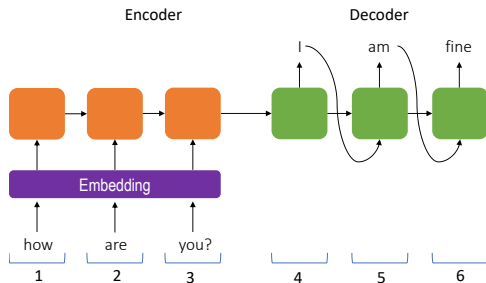 Encoder Decoder
I am fine
Embedding
how are you?
1 2 3 4 5 6